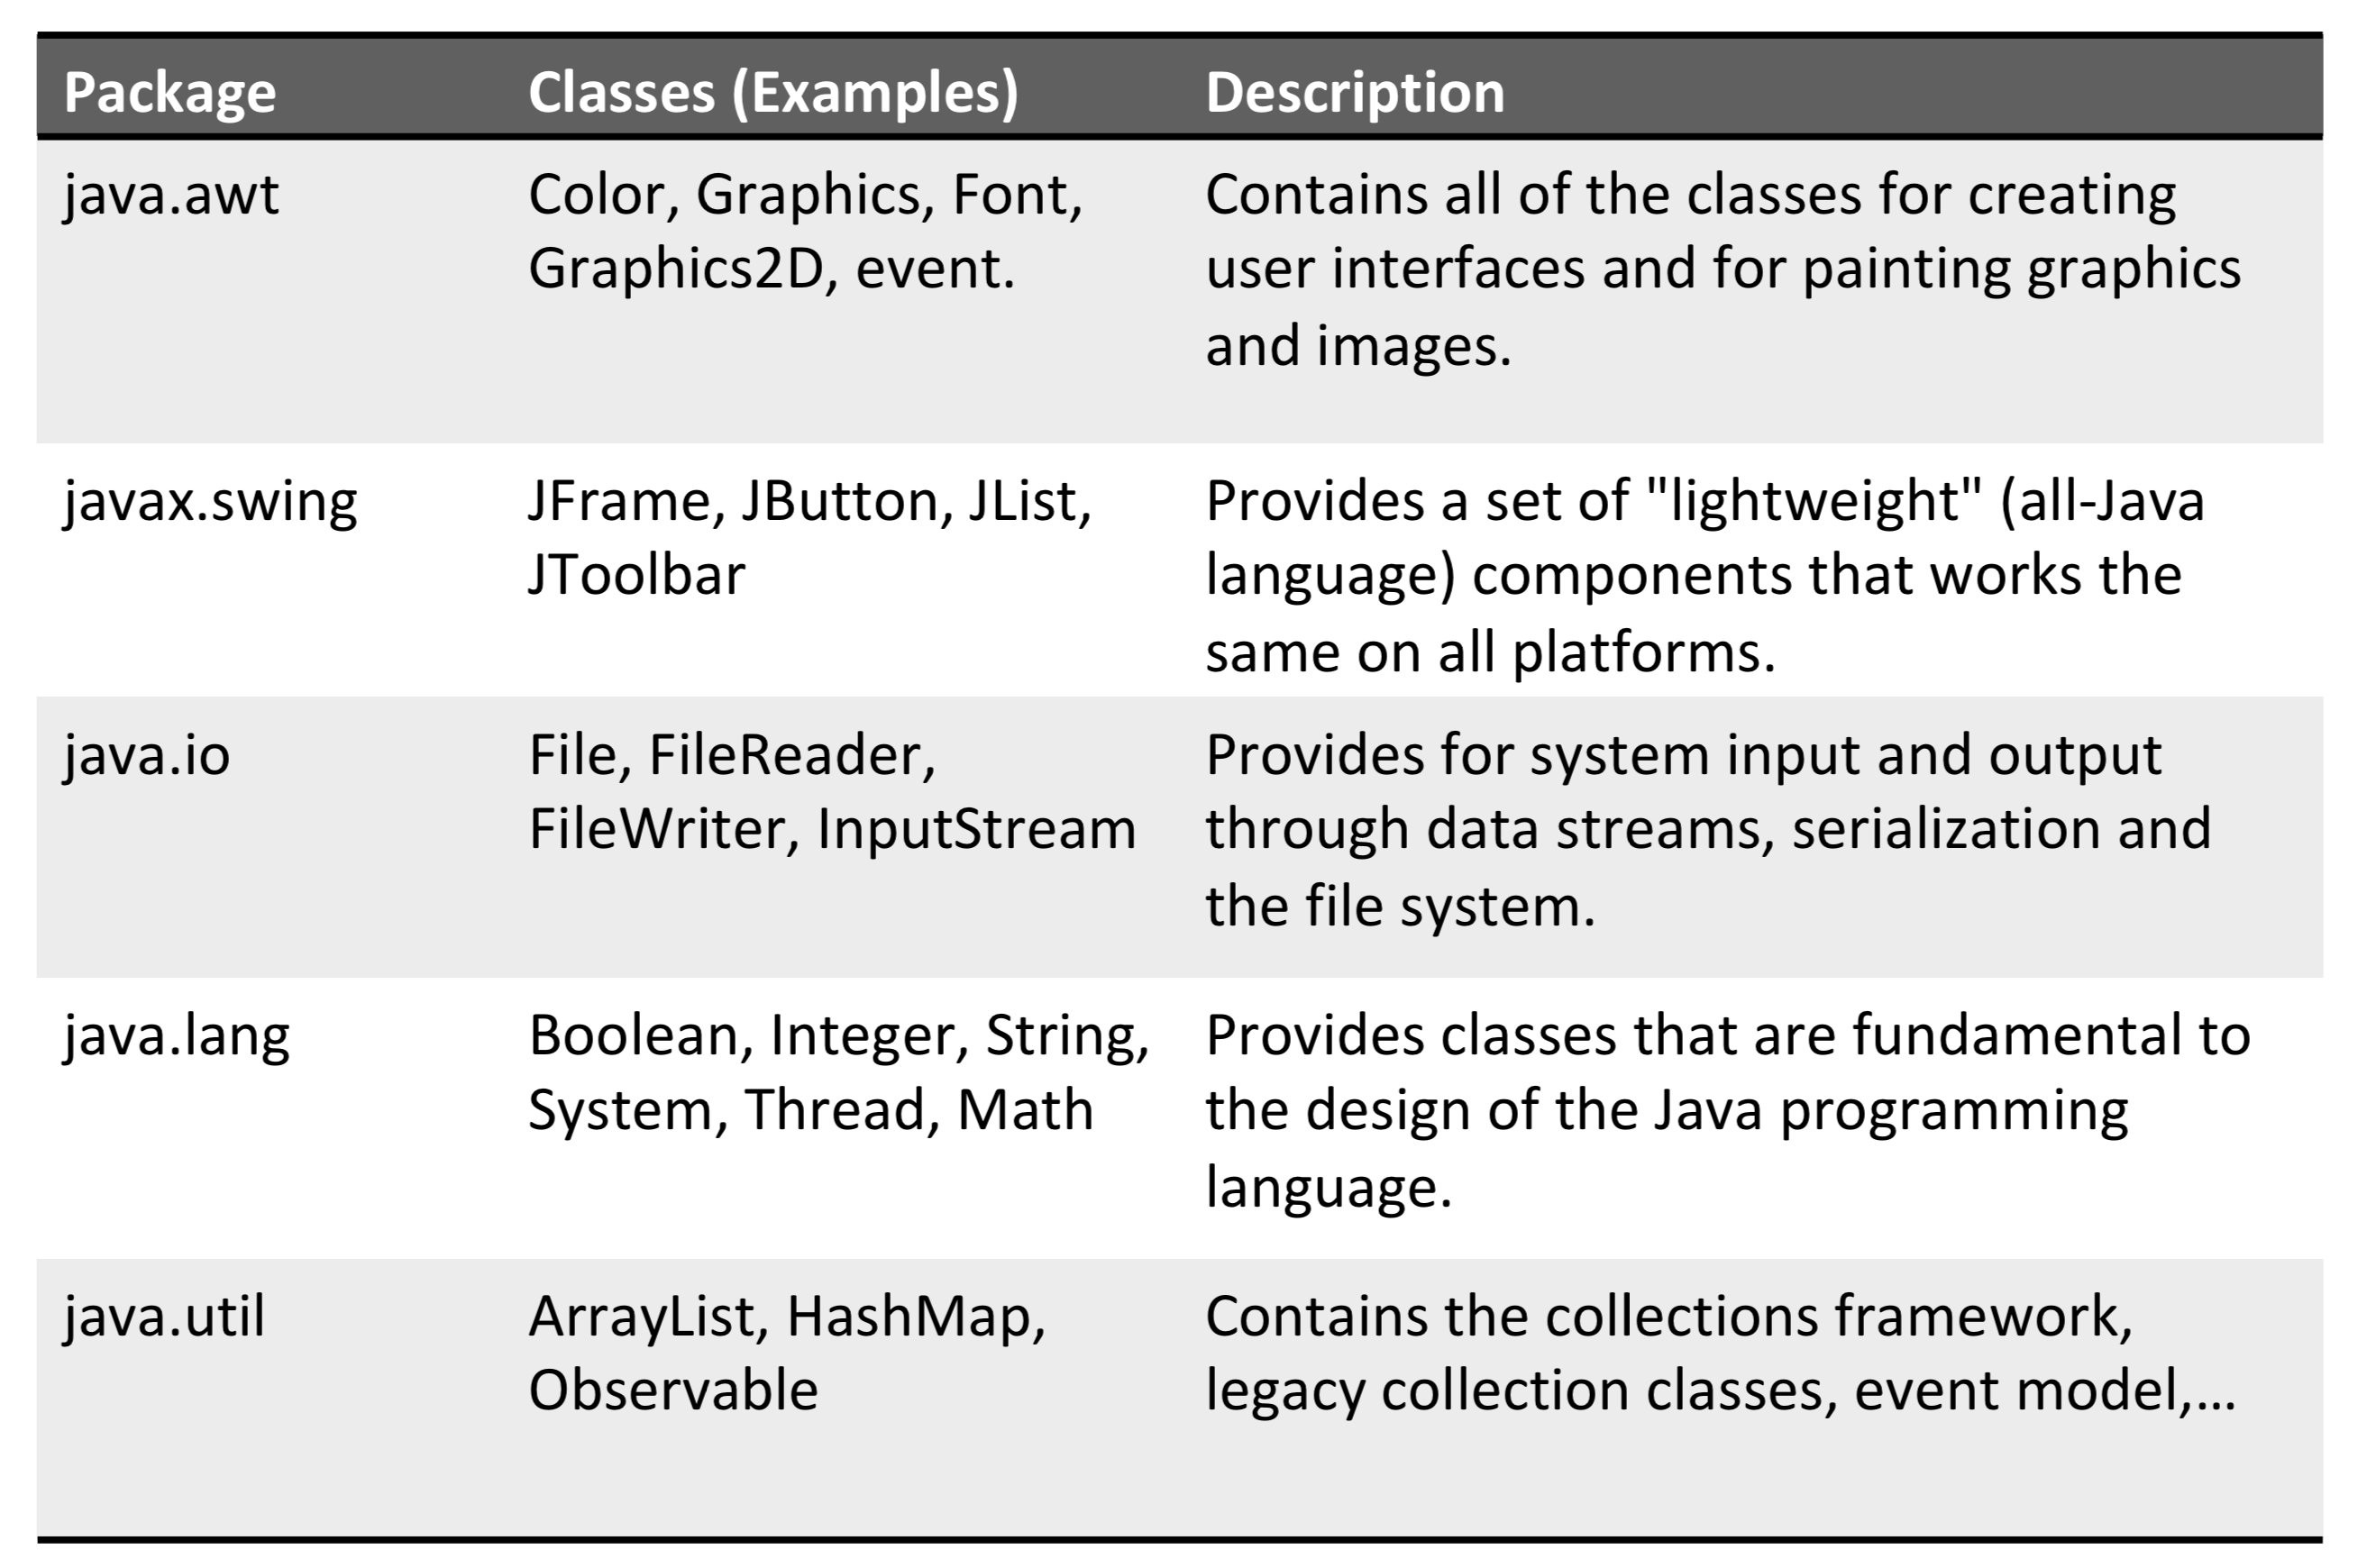 Package Classes (Examples) Description
java.awt Color, Graphics, Font, Contains all of the classes for creating
Graphics2D, event. user interfaces and for painting graphics
and images.
javax.swing JFrame, JButton, JList, Provides a set of "lightweight" (all-Java
JToolbar language) components that works the
same on all platforms.
java.io File, FileReader, Provides for system input and output
FileWriter, InputStream through data streams, serialization and
the file system.
java.lang Boolean, Integer, String, Provides classes that are fundamental to
System, Thread, Math the design of the Java programming
language.
java.util ArrayList, HashMap, Contains the collections framework,
Observable legacy collection classes, event model,...